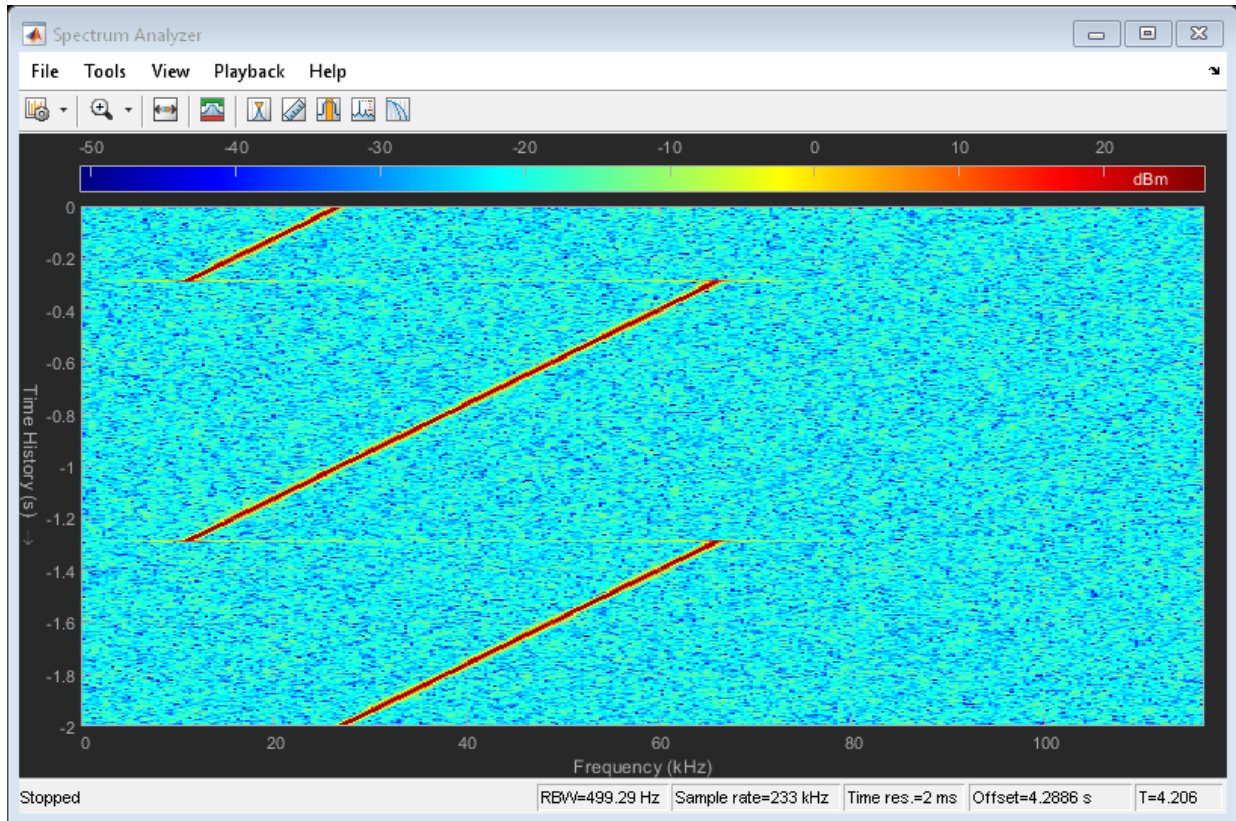 Spectrum Analyzer
File Tools View Playback Help
-50 -40 -30 -20 -10 0 10 20
dBm
0
-0.2
-0.4
-0.6
-0.8
-1
-1.2
-1.4
-1.6
-1.8
-2
Time History (s) →
0 20 40 60 80 100
Frequency (kHz)
Stopped RBW=499.29 Hz Sample rate=233 kHz Time res.=2 ms Offset=4.2886 s T=4.206